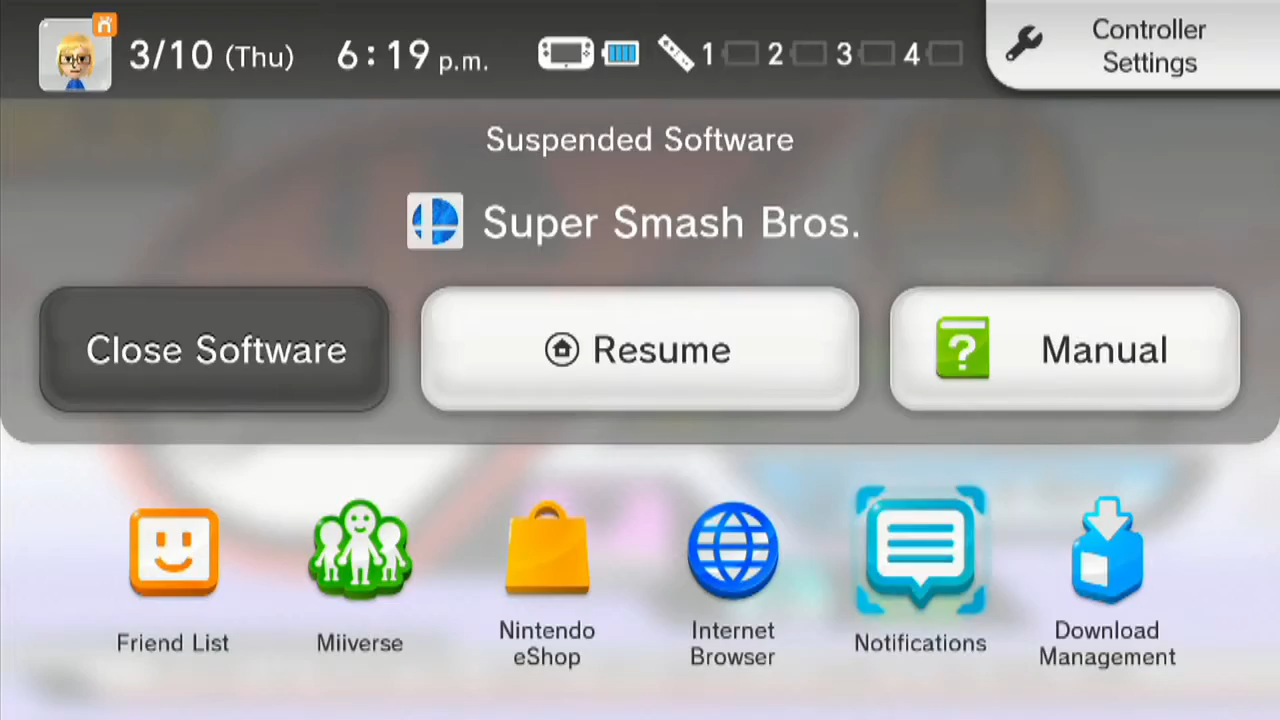 3/10 (Thu) 6:19 p.m. 1 2 3 4
Controller
Settings
Suspended Software
Super Smash Bros.
Close Software
Resume
? Manual
Friend List
Miiverse
Nintendo
eShop
Internet
Browser
Notifications
Download
Management